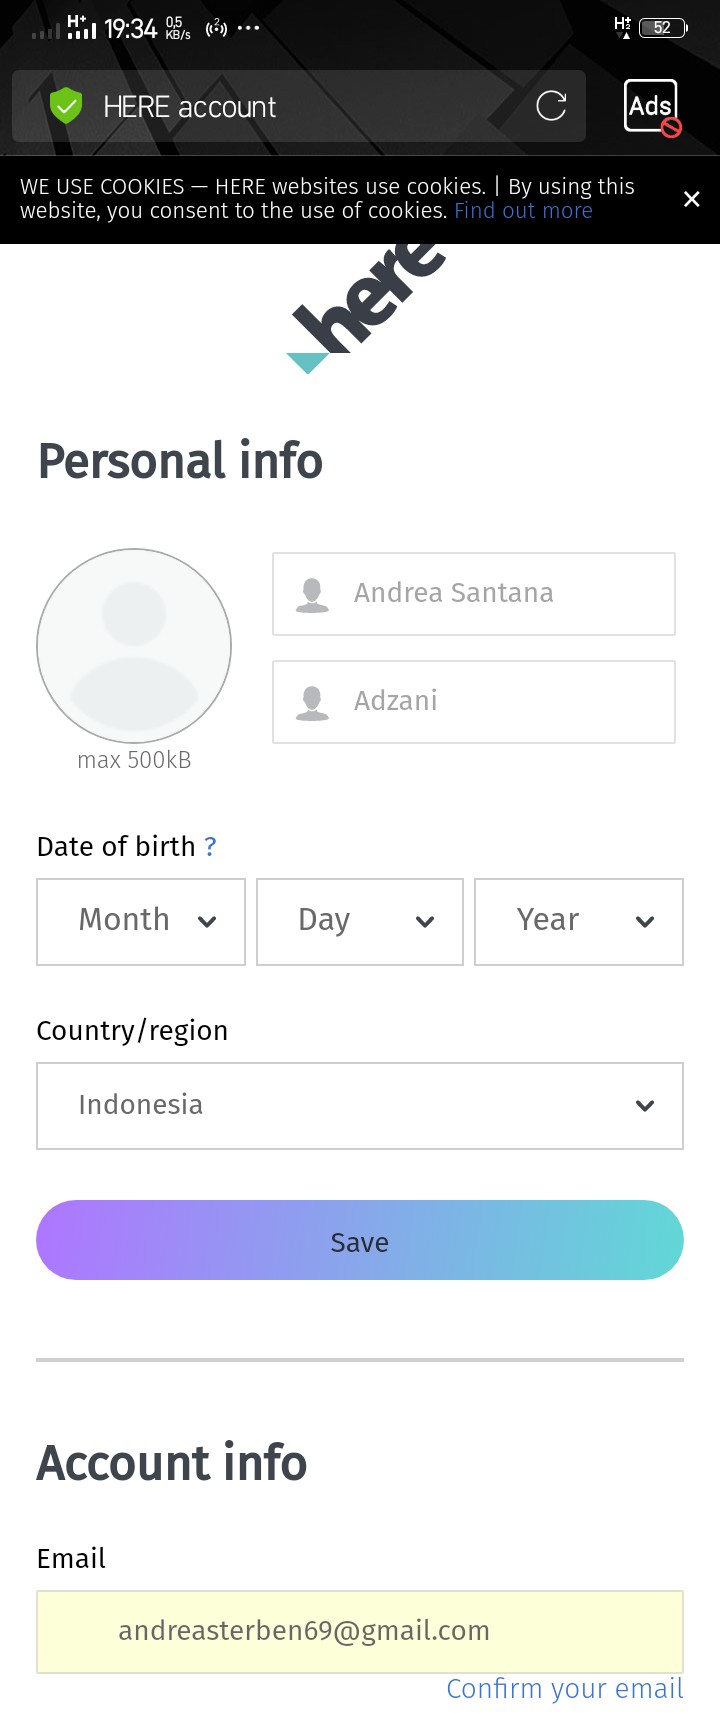 19:34 0,5 KB/s 52
HERE account
Ads
WE USE COOKIES — HERE websites use cookies. | By using this
website, you consent to the use of cookies. Find out more
here
Personal info
Andrea Santana
Adzani
max 500kB
Date of birth ?
Month Day Year
Country/region
Indonesia
Save
Account info
Email
andreasterben69@gmail.com
Confirm your email